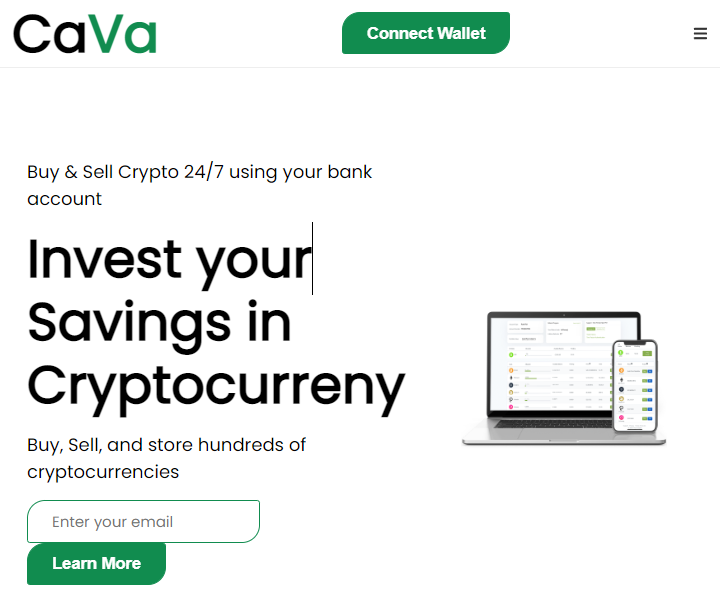 CaVa
Connect Wallet
Buy & Sell Crypto 24/7 using your bank
account
Invest your
Savings in
Cryptocurreny
Buy, Sell, and store hundreds of
cryptocurrencies
Enter your email
Learn More